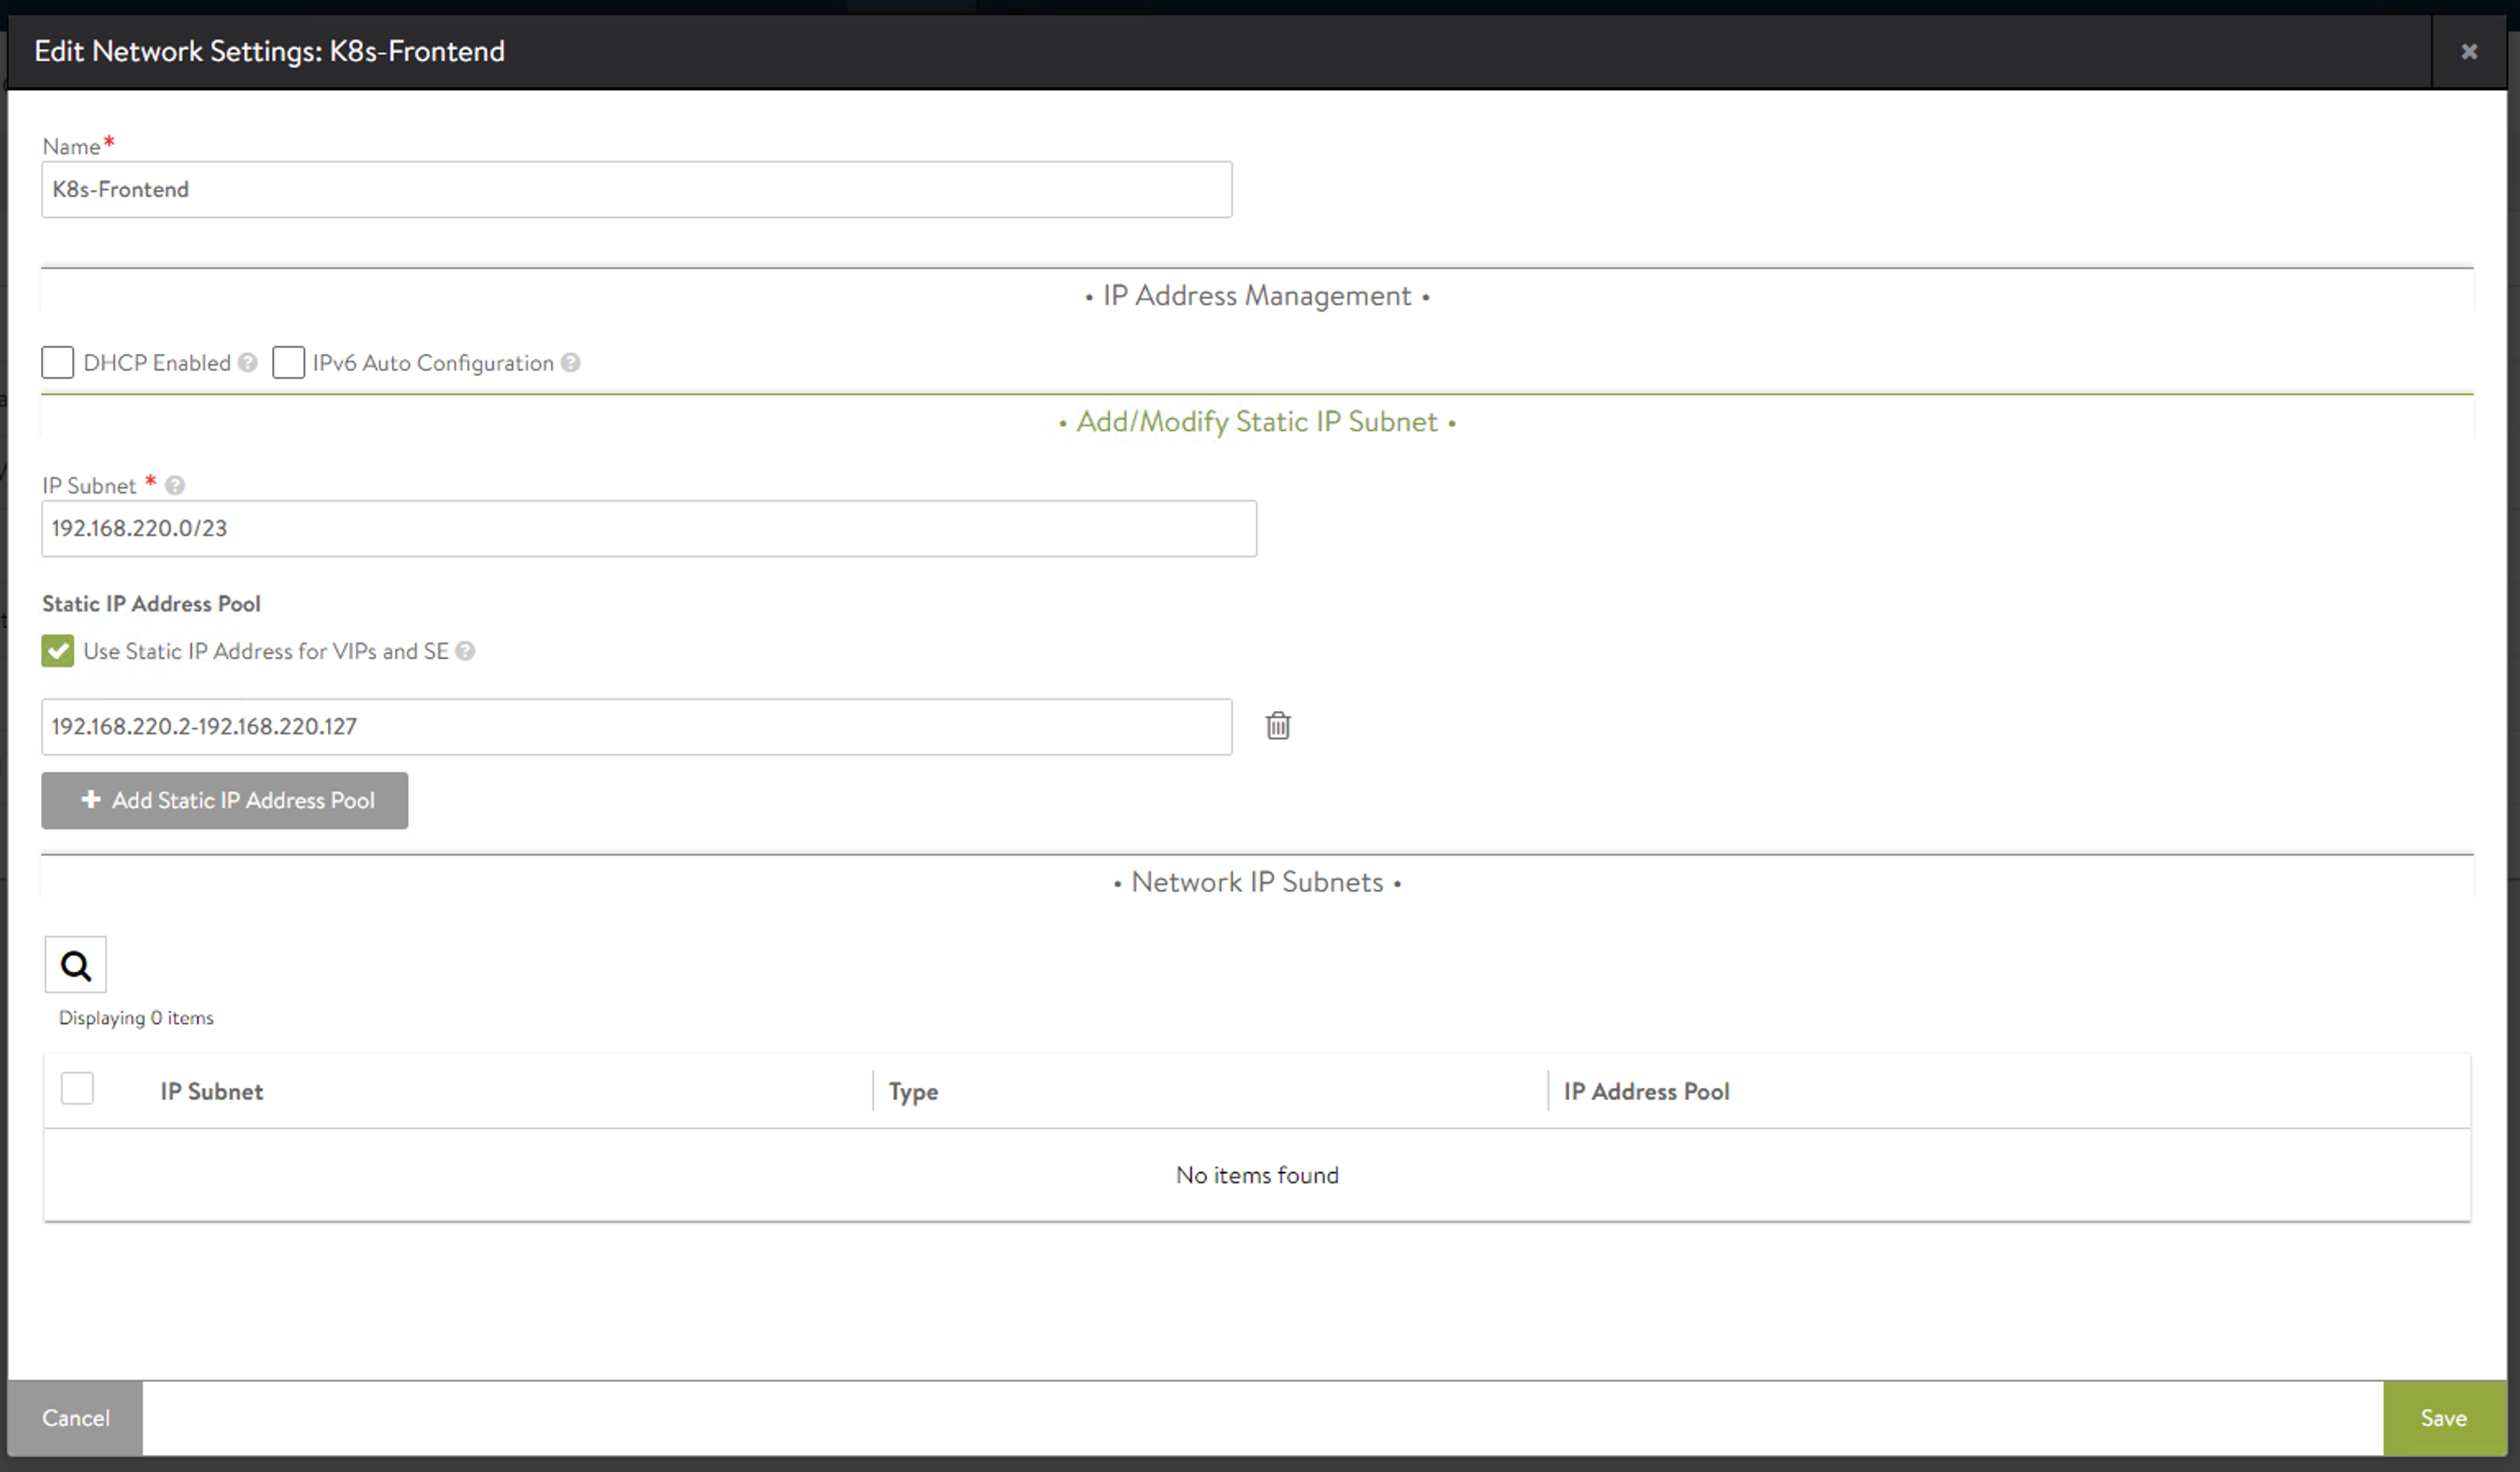 Edit Network Settings: K8s-Frontend
Name*
K8s-Frontend
• IP Address Management •
DHCP Enabled ? IPv6 Auto Configuration ?
• Add/Modify Static IP Subnet •
IP Subnet * ?
192.168.220.0/23
Static IP Address Pool
Use Static IP Address for VIPs and SE ?
192.168.220.2-192.168.220.127
+ Add Static IP Address Pool
• Network IP Subnets •
Displaying 0 items
IP Subnet Type IP Address Pool
No items found
Cancel Save